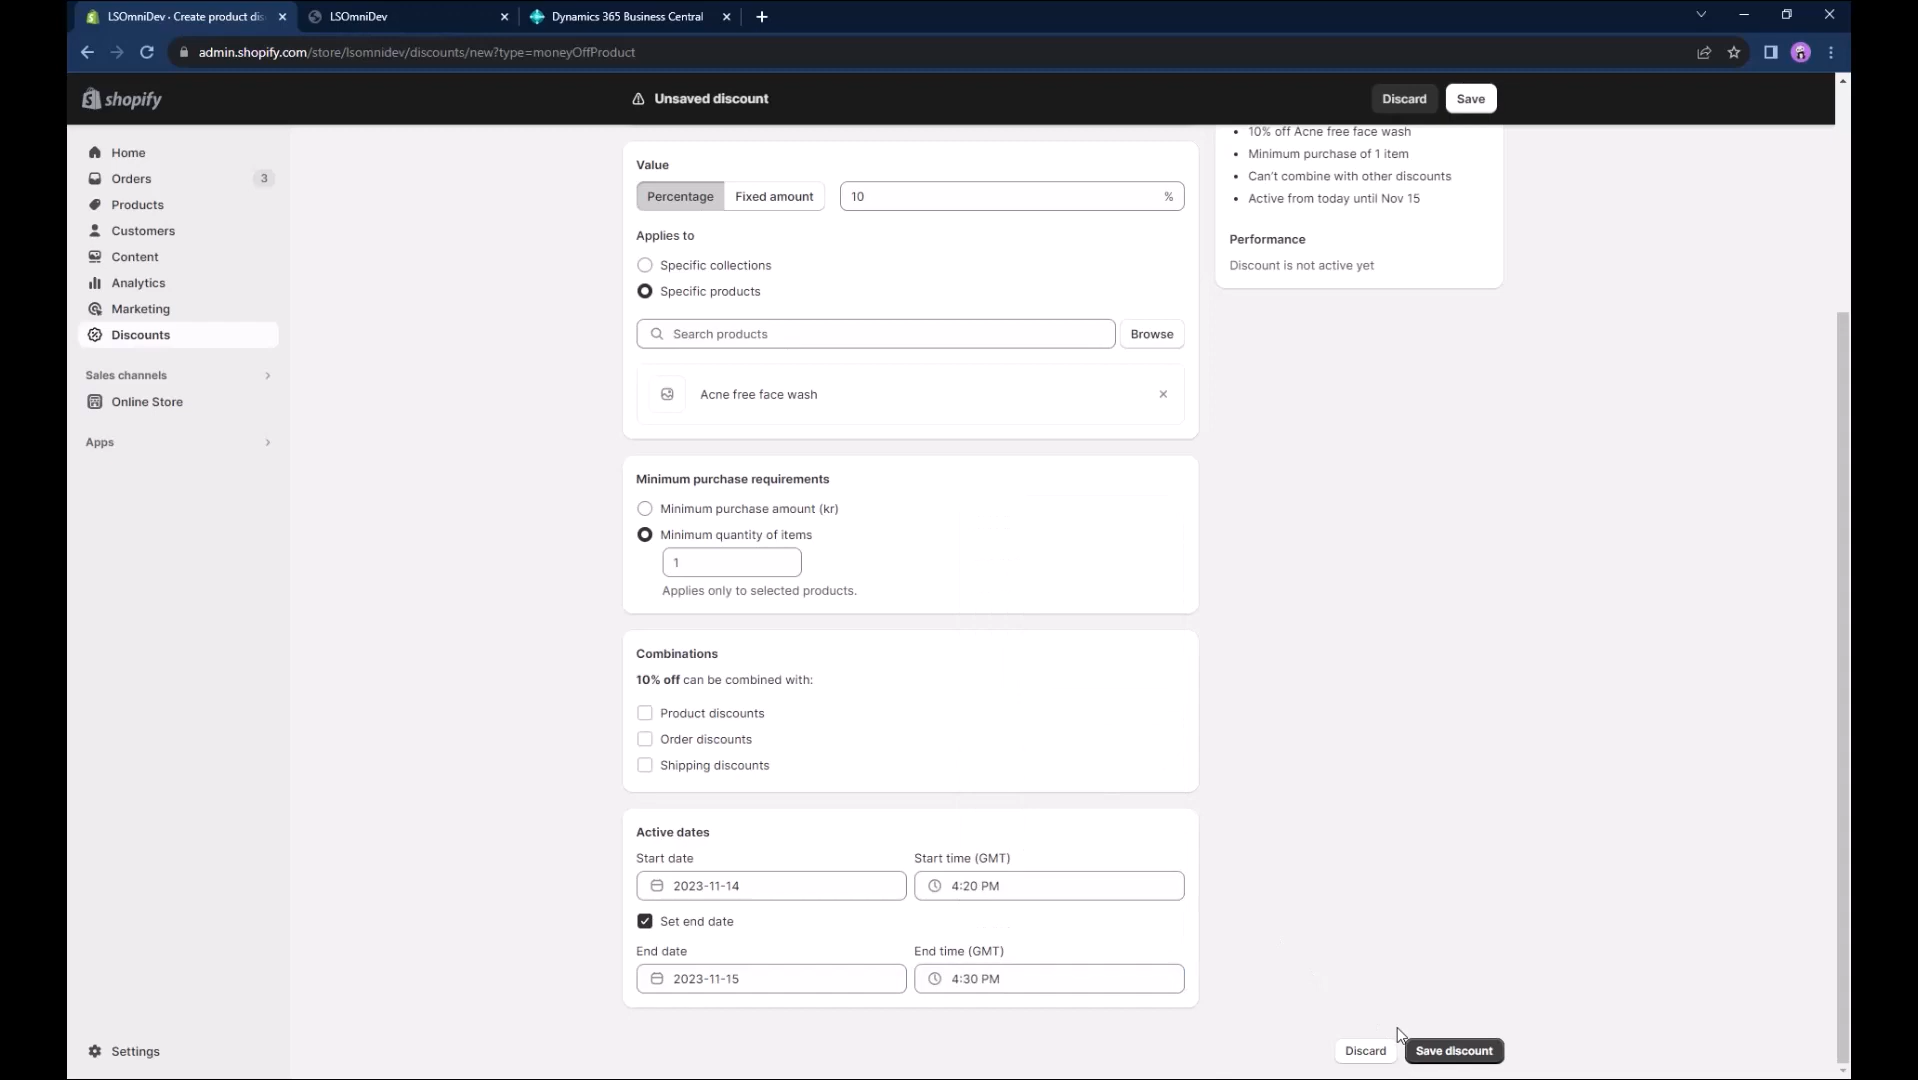 LSOmniDev · Create product dis
LSOmniDev
Dynamics 365 Business Central
admin.shopify.com/store/lsomnidev/discounts/new?type=moneyOffProduct
shopify
Unsaved discount
Discard
Save
Home
Orders
3
Products
Customers
Content
Analytics
Marketing
Discounts
Sales channels
Online Store
Apps
Settings
Value
Percentage
Fixed amount
10
%
Applies to
Specific collections
Specific products
Search products
Browse
Acne free face wash
Minimum purchase requirements
Minimum purchase amount (kr)
Minimum quantity of items
1
Applies only to selected products.
Combinations
10% off can be combined with:
Product discounts
Order discounts
Shipping discounts
Active dates
Start date
Start time (GMT)
2023-11-14
4:20 PM
Set end date
End date
End time (GMT)
2023-11-15
4:30 PM
• 10% off Acne free face wash
• Minimum purchase of 1 item
• Can't combine with other discounts
• Active from today until Nov 15
Performance
Discount is not active yet
Discard
Save discount